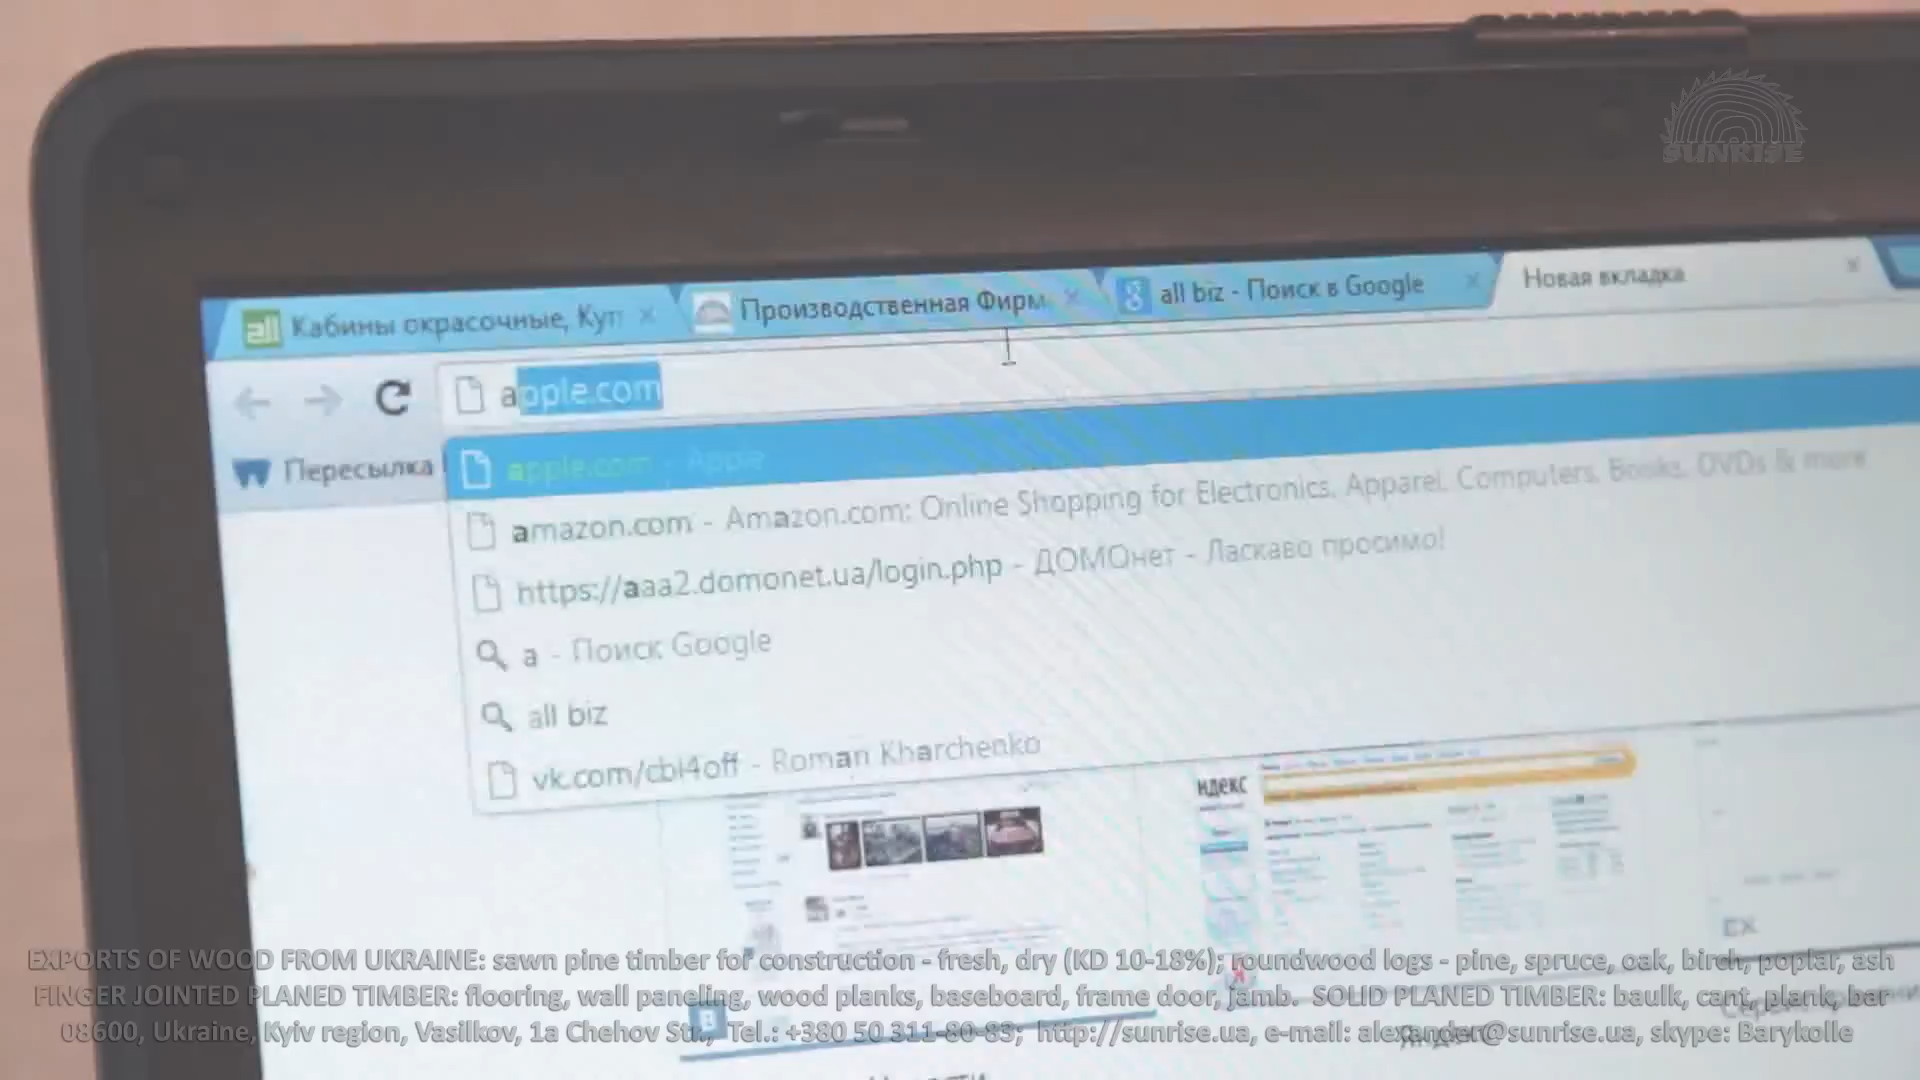 SUNRISE
all Кабины окрасочные, Куп
Производственная Фирм
all biz - Поиск в Google
Новая вкладка
apple.com
Пересылка
apple.com - Apple
amazon.com - Amazon.com: Online Shopping for Electronics, Apparel, Computers, Books, DVDs & more
https://aaa2.domonet.ua/login.php - ДОМОнет - Ласкаво просимо!
a - Поиск Google
all biz
vk.com/cbl4off - Roman Kharchenko
ндекс
EXPORTS OF WOOD FROM UKRAINE: sawn pine timber for construction - fresh, dry (KD 10-18%); roundwood logs - pine, spruce, oak, birch, poplar, ash
FINGER JOINTED PLANED TIMBER: flooring, wall paneling, wood planks, baseboard, frame door, jamb. SOLID PLANED TIMBER: baulk, cant, plank, bar
08600, Ukraine, Kyiv region, Vasilkov, 1a Chehov Str., Tel.: +380 50 311-80-83; http://sunrise.ua, e-mail: alexander@sunrise.ua, skype: Barykolle